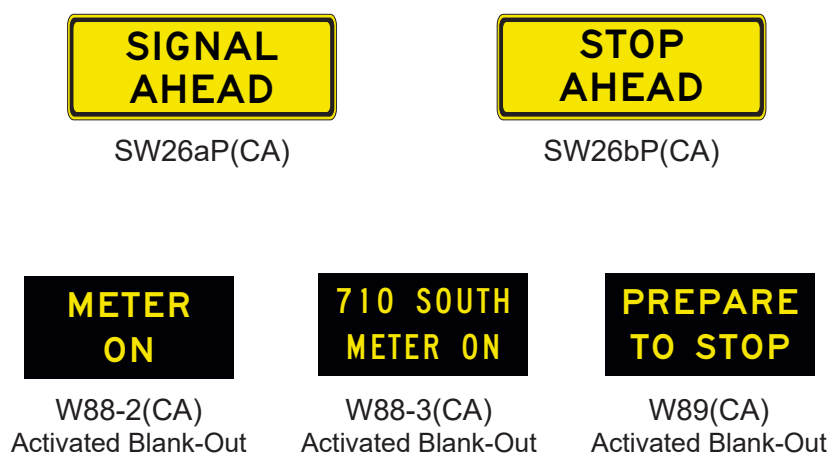 SIGNAL
AHEAD
STOP
AHEAD
SW26aP(CA)
SW26bP(CA)
METER
ON
710 SOUTH
METER ON
PREPARE
TO STOP
W88-2(CA)
Activated Blank-Out
W88-3(CA)
Activated Blank-Out
W89(CA)
Activated Blank-Out